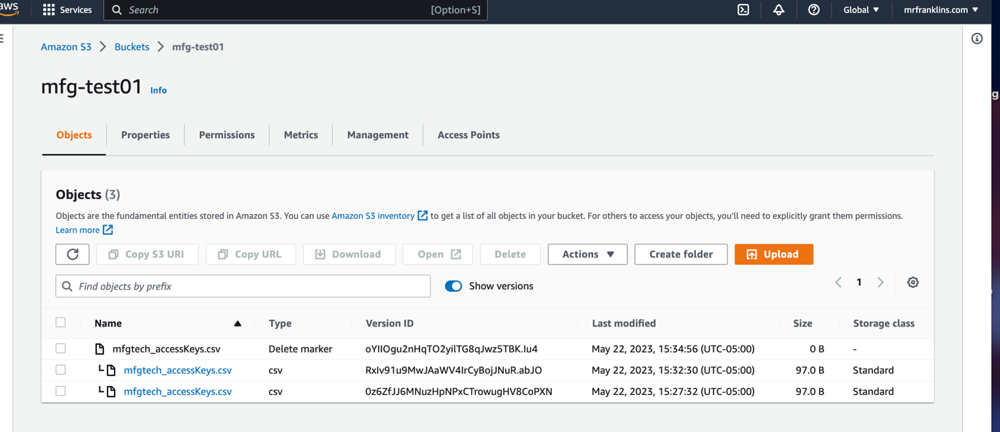 aws
Services
Search
[Option+S]
Global
mrfranklins.com
Amazon S3 > Buckets > mfg-test01
mfg-test01 Info
Objects
Properties
Permissions
Metrics
Management
Access Points
Objects (3)
Objects are the fundamental entities stored in Amazon S3. You can use Amazon S3 inventory to get a list of all objects in your bucket. For others to access your objects, you'll need to explicitly grant them permissions.
Learn more
Copy S3 URI
Copy URL
Download
Open
Delete
Actions
Create folder
Upload
Find objects by prefix
Show versions
1
Name Type Version ID Last modified Size Storage class
mfgtech_accessKeys.csv Delete marker oYIIOgu2nHqTO2yilTG8qJwz5TBK.Iu4 May 22, 2023, 15:34:56 (UTC-05:00) 0 B -
mfgtech_accessKeys.csv csv RxIv91u9MwJAaWV4IrCyBojJNuR.abJO May 22, 2023, 15:32:30 (UTC-05:00) 97.0 B Standard
mfgtech_accessKeys.csv csv 0z6ZfJJ6MNuzHpNPxCTrowugHV8CoPXN May 22, 2023, 15:27:32 (UTC-05:00) 97.0 B Standard
g